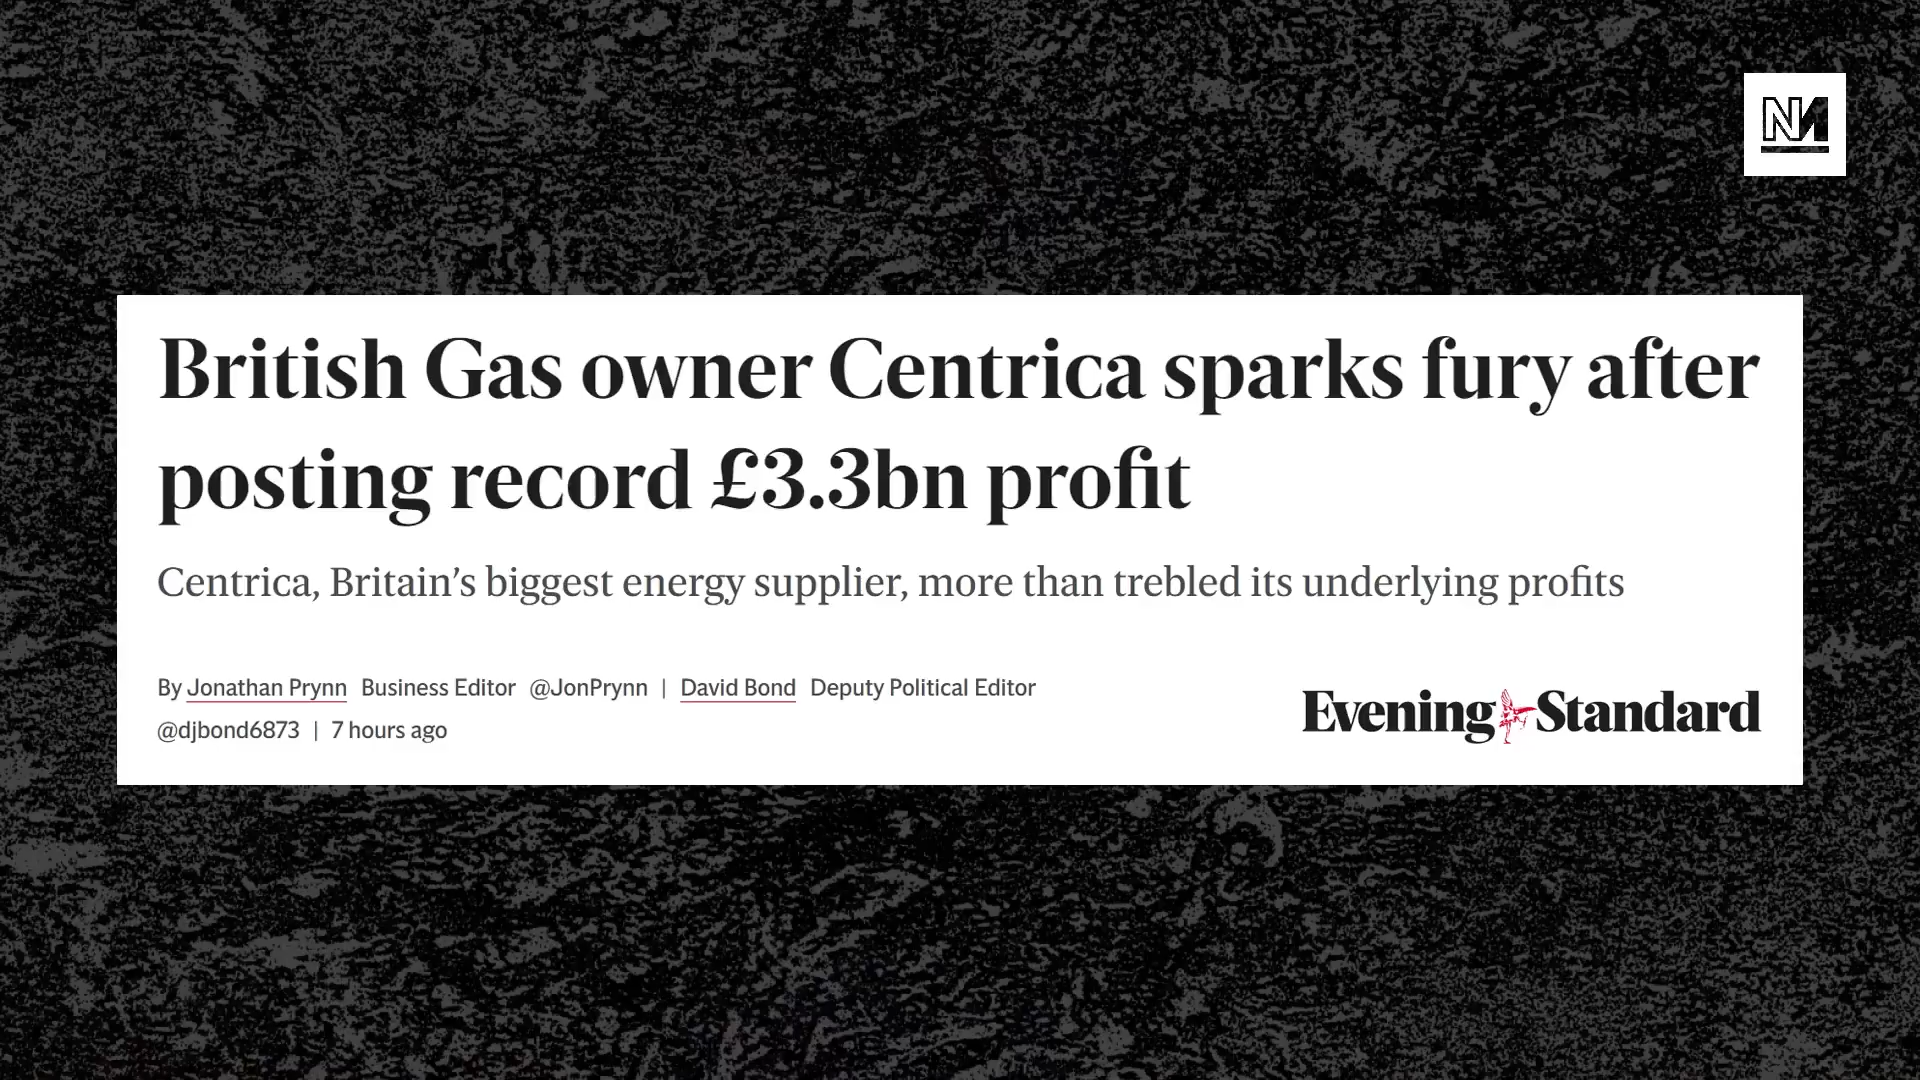 NM
British Gas owner Centrica sparks fury after
posting record £3.3bn profit
Centrica, Britain’s biggest energy supplier, more than trebled its underlying profits
By Jonathan Prynn Business Editor @JonPrynn | David Bond Deputy Political Editor
@djbond6873 | 7 hours ago
Evening Standard